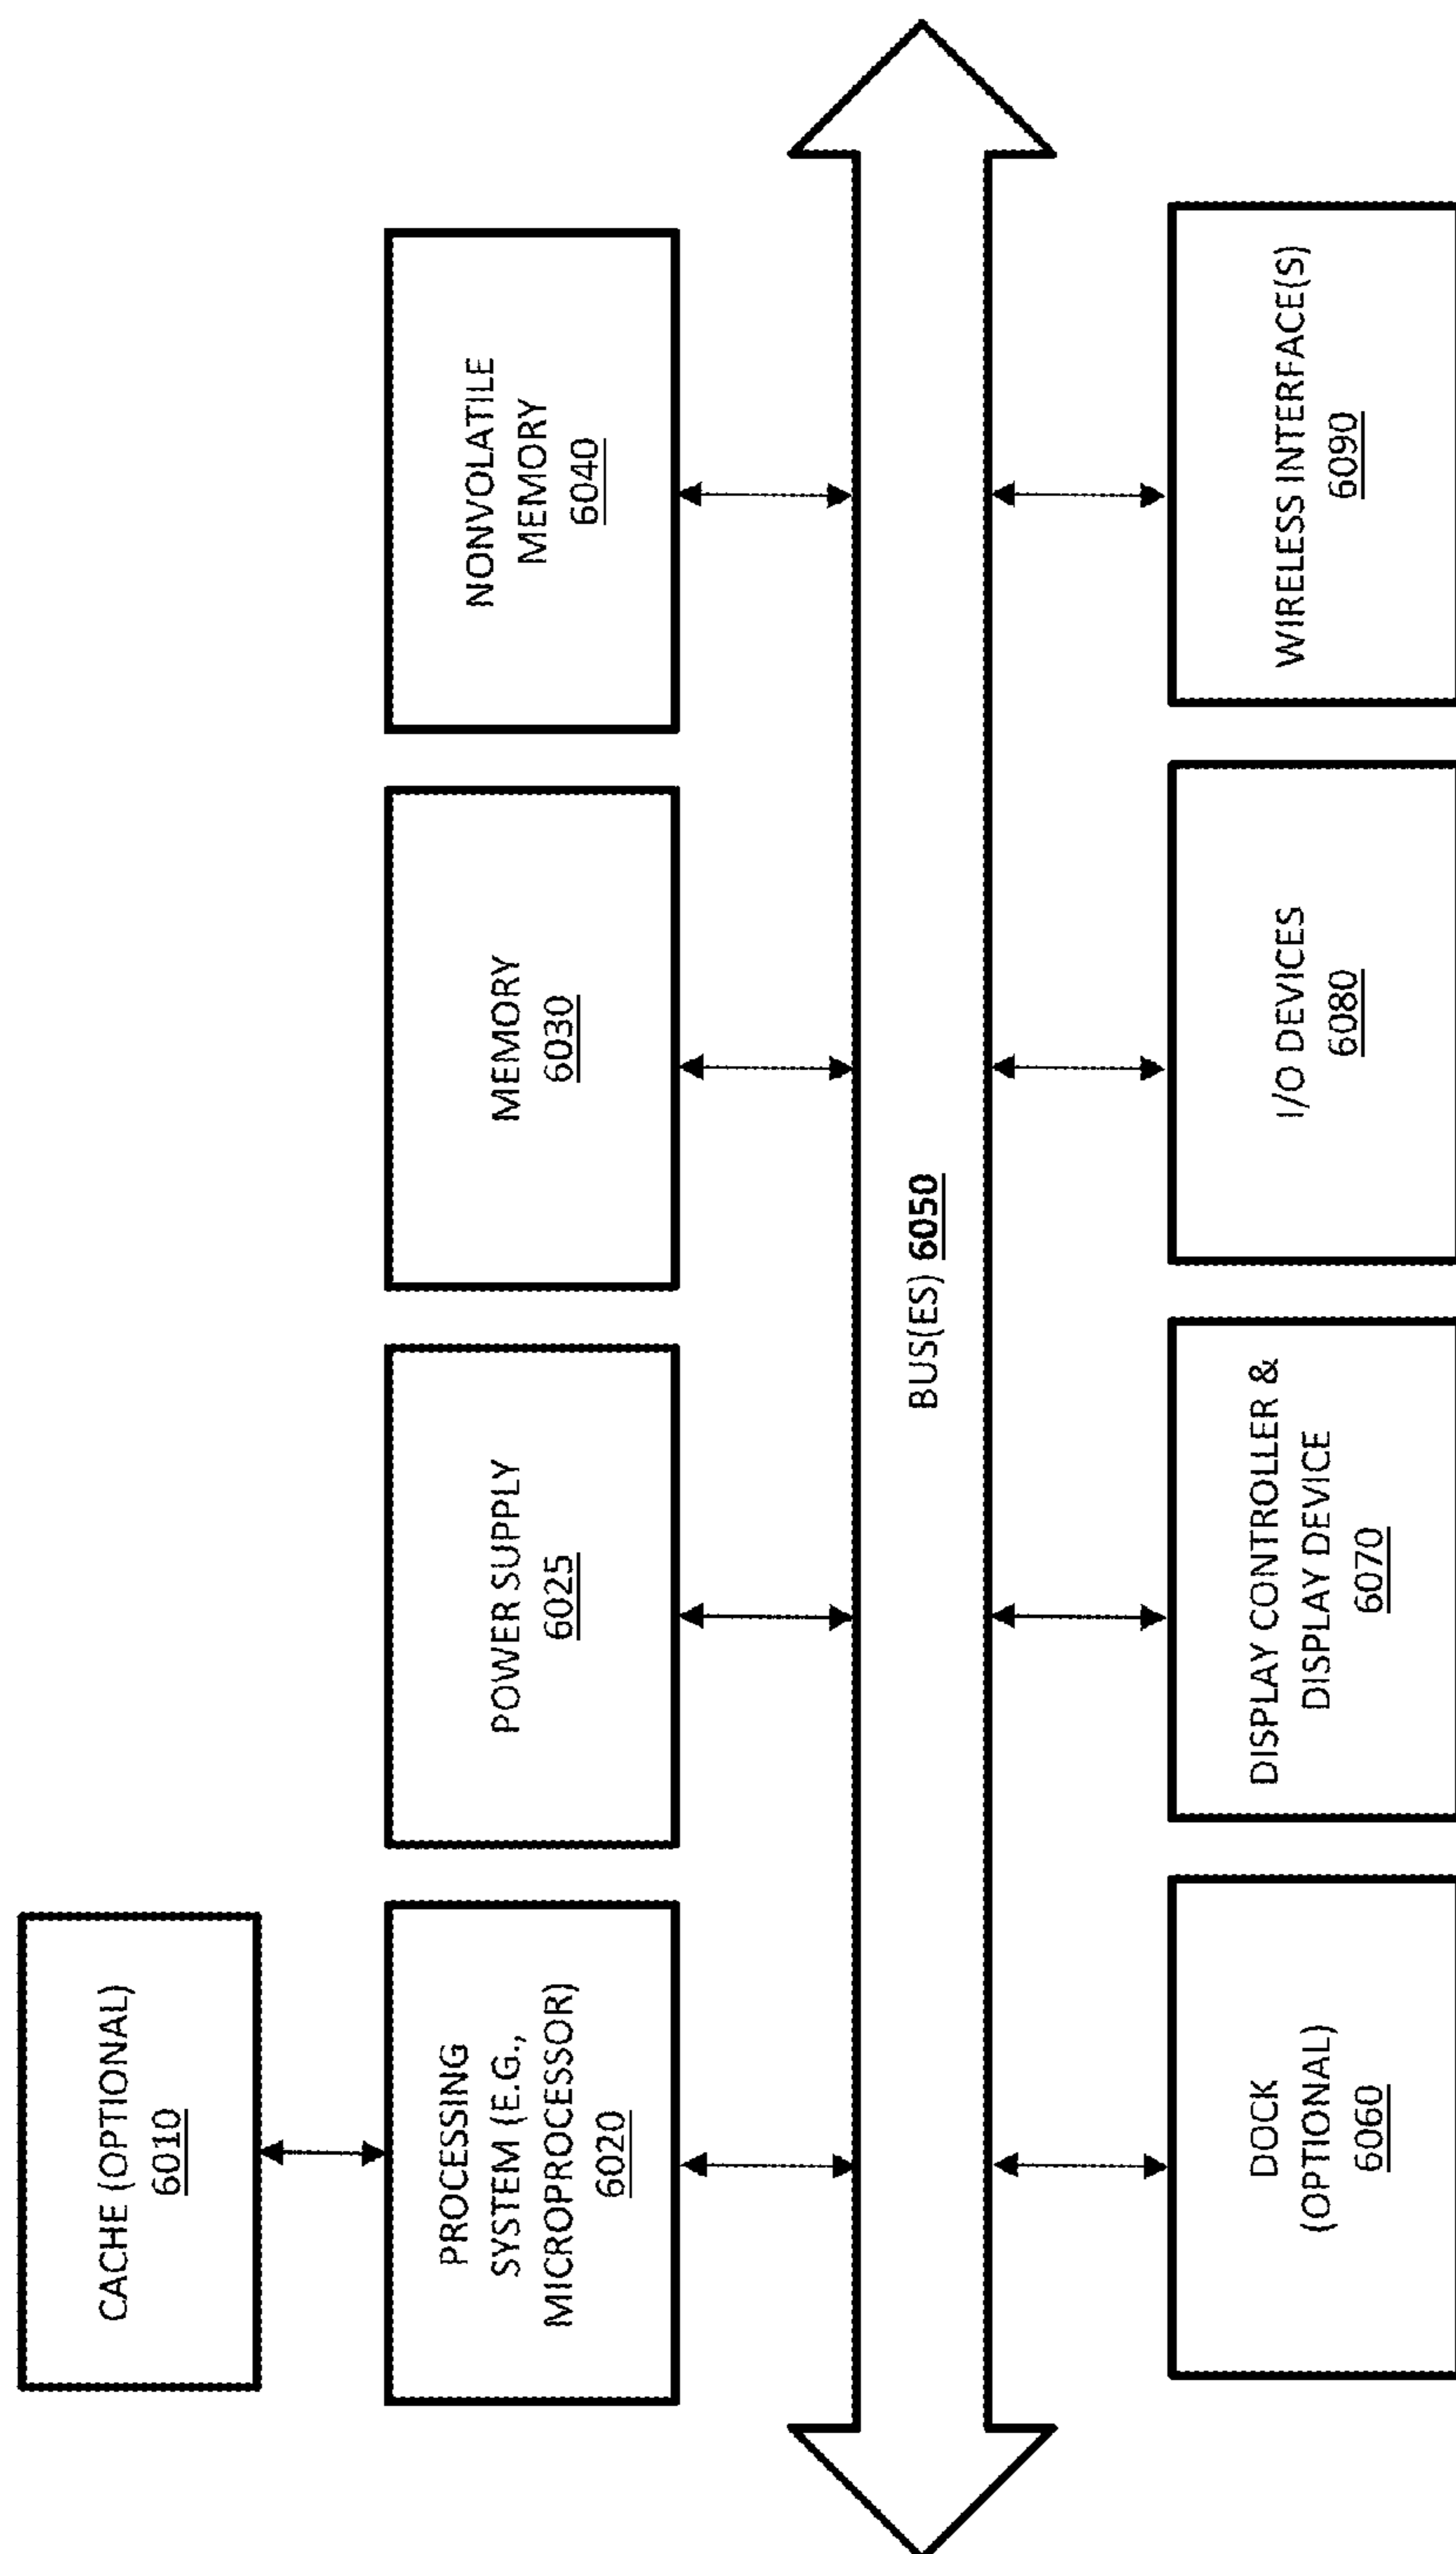 CACHE (OPTIONAL)
6010
PROCESSING
SYSTEM (E.G.,
MICROPROCESSOR)
6020
POWER SUPPLY
6025
MEMORY
6030
NONVOLATILE
MEMORY
6040
BUS(ES) 6050
DOCK
(OPTIONAL)
6060
DISPLAY CONTROLLER &
DISPLAY DEVICE
6070
I/O DEVICES
6080
WIRELESS INTERFACE(S)
6090